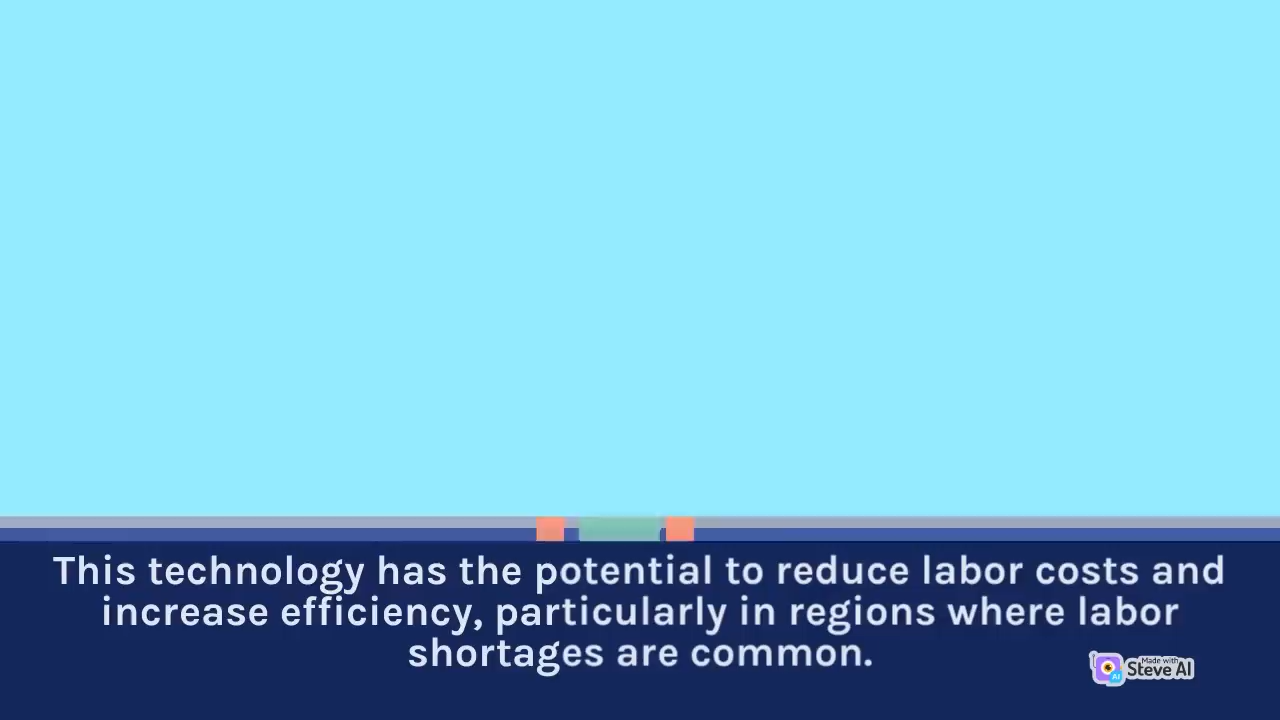 This technology has the potential to reduce labor costs and
increase efficiency, particularly in regions where labor
shortages are common.
Made with
Steve AI
AI